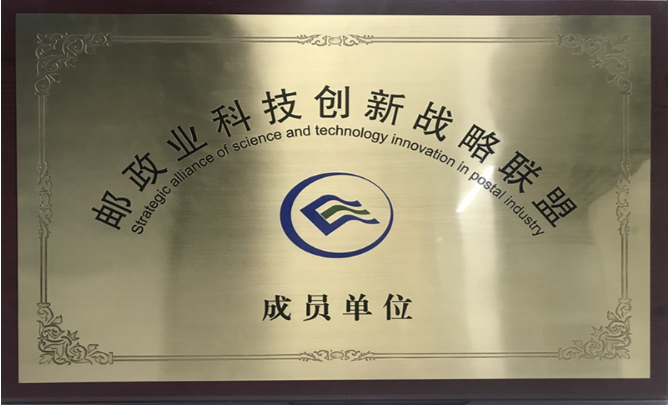 邮政业科技创新战略联盟
Strategic alliance of science and technology innovation in postal industry
成员单位